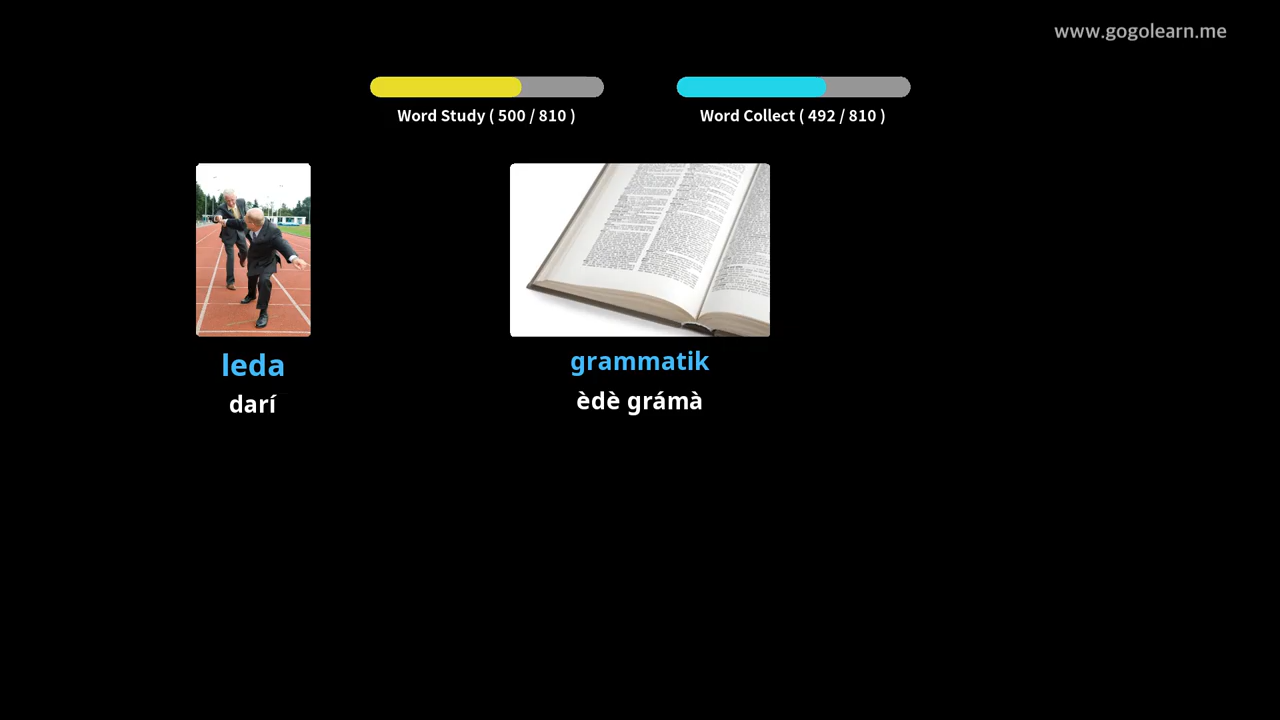 www.gogolearn.me
Word Study ( 500 / 810 )
Word Collect ( 492 / 810 )
leda
darí
grammatik
èdè grámà